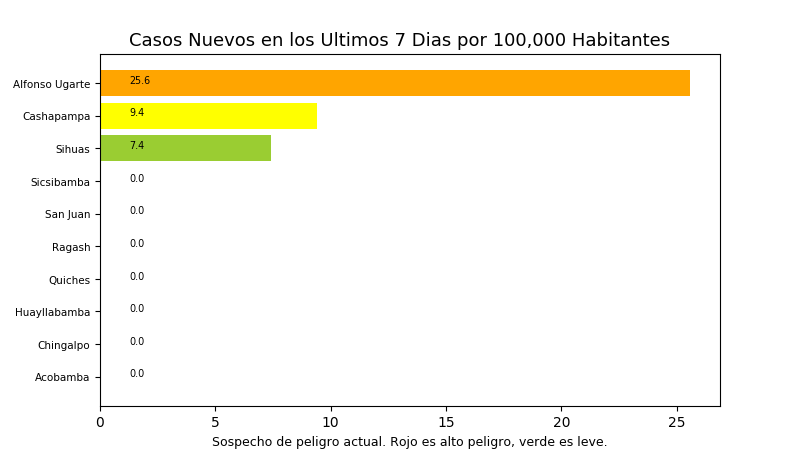 Casos Nuevos en los Ultimos 7 Dias por 100,000 Habitantes
Alfonso Ugarte 25.6
Cashapampa 9.4
Sihuas 7.4
Sicsibamba 0.0
San Juan 0.0
Ragash 0.0
Quiches 0.0
Huayllabamba 0.0
Chingalpo 0.0
Acobamba 0.0
0 5 10 15 20 25
Sospecho de peligro actual. Rojo es alto peligro, verde es leve.